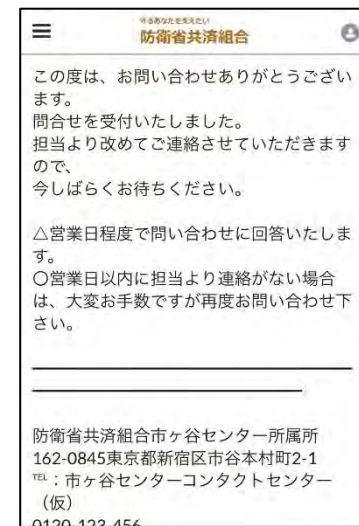 守るあなたを支えたい
防衛省共済組合
この度は、お問い合わせありがとうござい
ます。
問合せを受付いたしました。
担当より改めてご連絡させていただきます
ので、
今しばらくお待ちください。
△営業日程度で問い合わせに回答いたしま
す。
〇営業日以内に担当より連絡がない場合
は、大変お手数ですが再度お問い合わせ下
さい。
防衛省共済組合市ヶ谷センター所属所
162-0845東京都新宿区市谷本村町2-1
℡：市ヶ谷センターコンタクトセンター
（仮）
0120-123-456